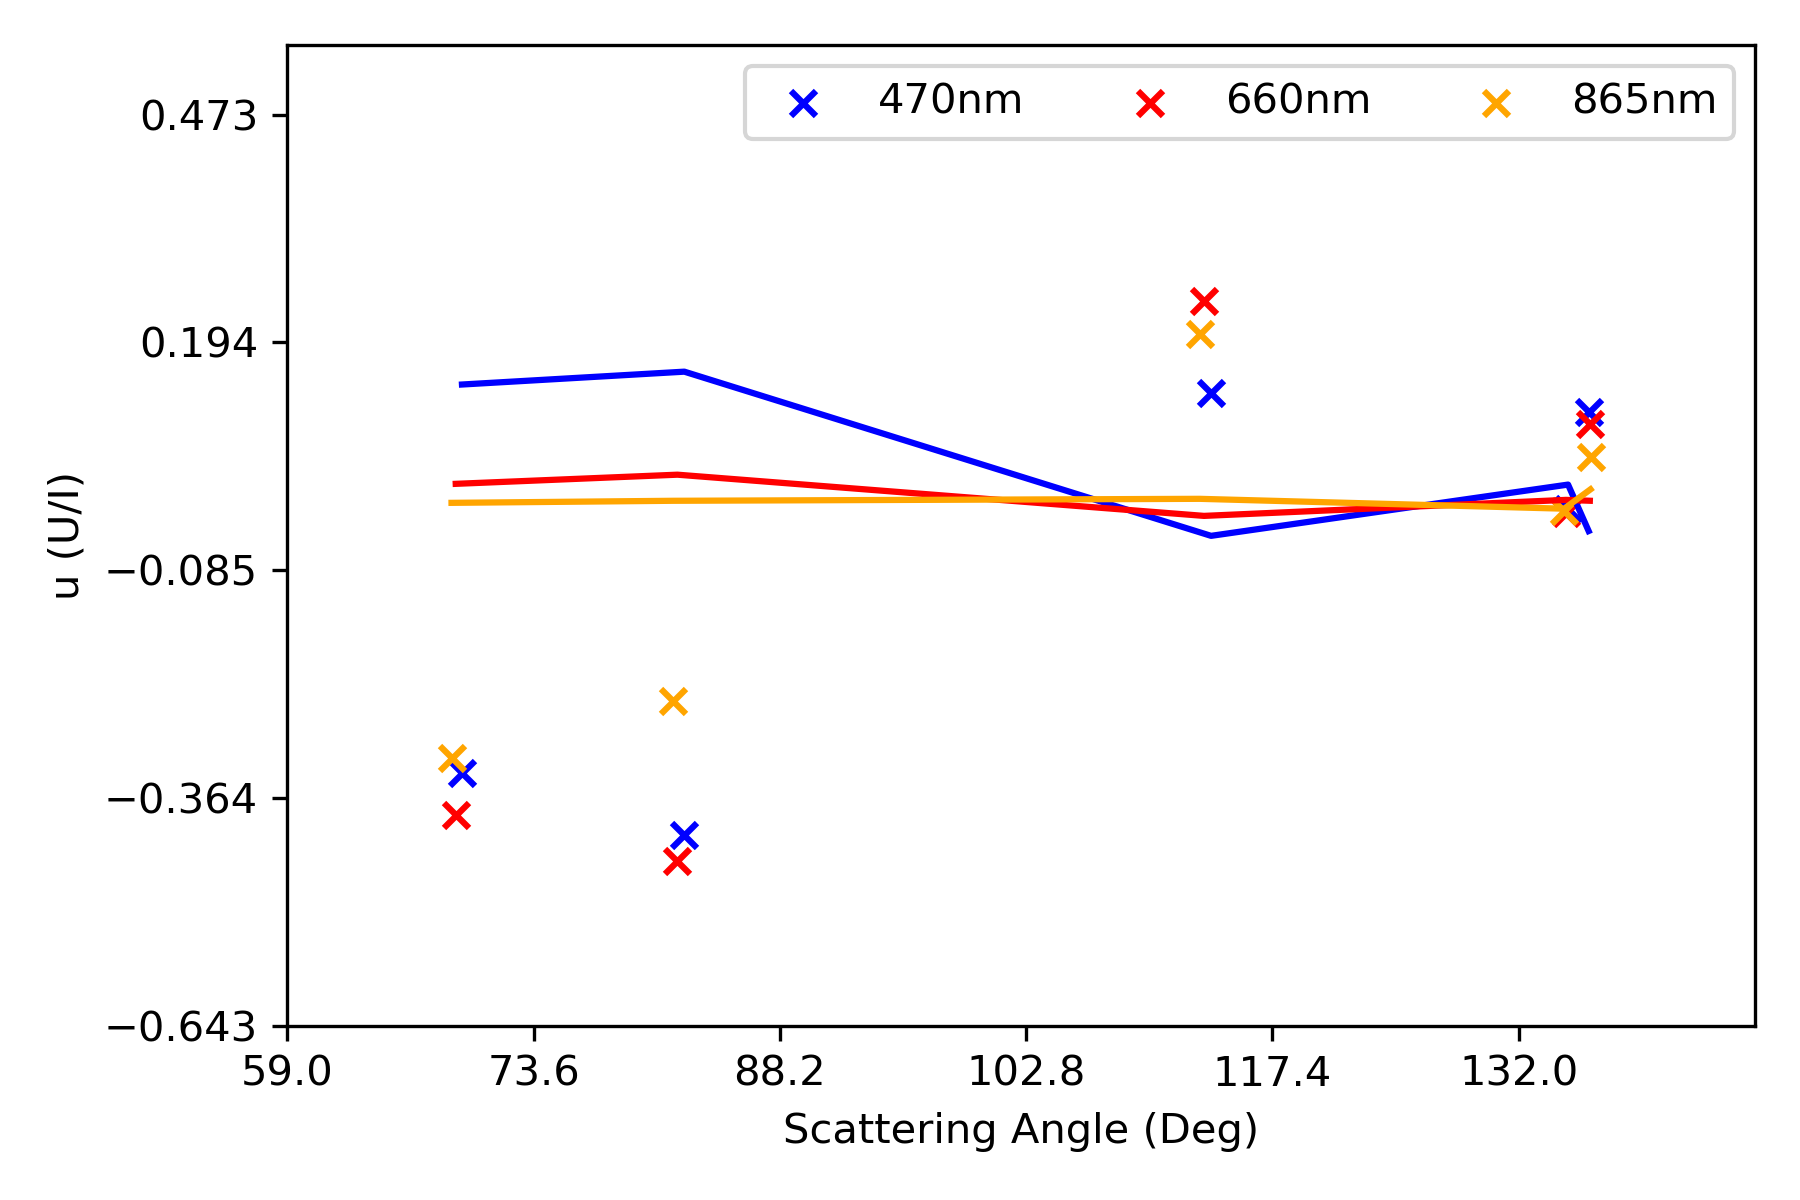 470nm 660nm 865nm
0.473
0.194
−0.085
−0.364
−0.643
u (U/I)
59.0 73.6 88.2 102.8 117.4 132.0
Scattering Angle (Deg)